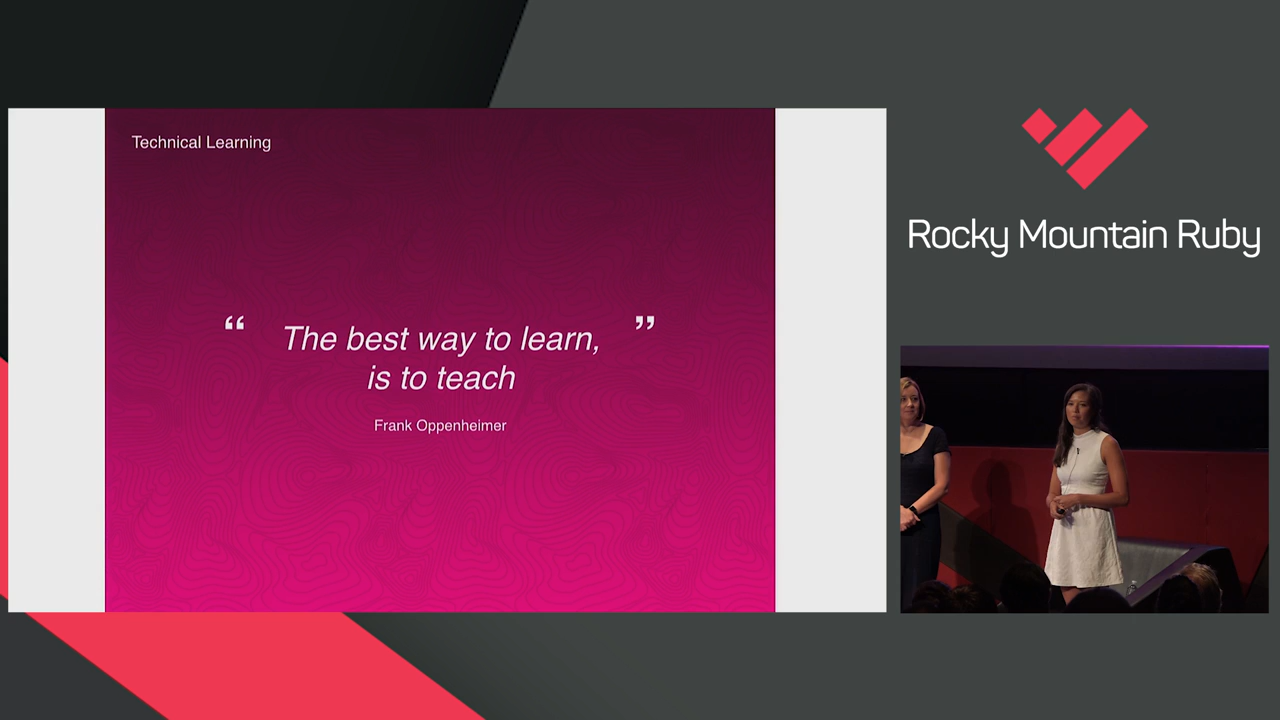 Technical Learning
“ The best way to learn, ”
is to teach
Frank Oppenheimer
Rocky Mountain Ruby